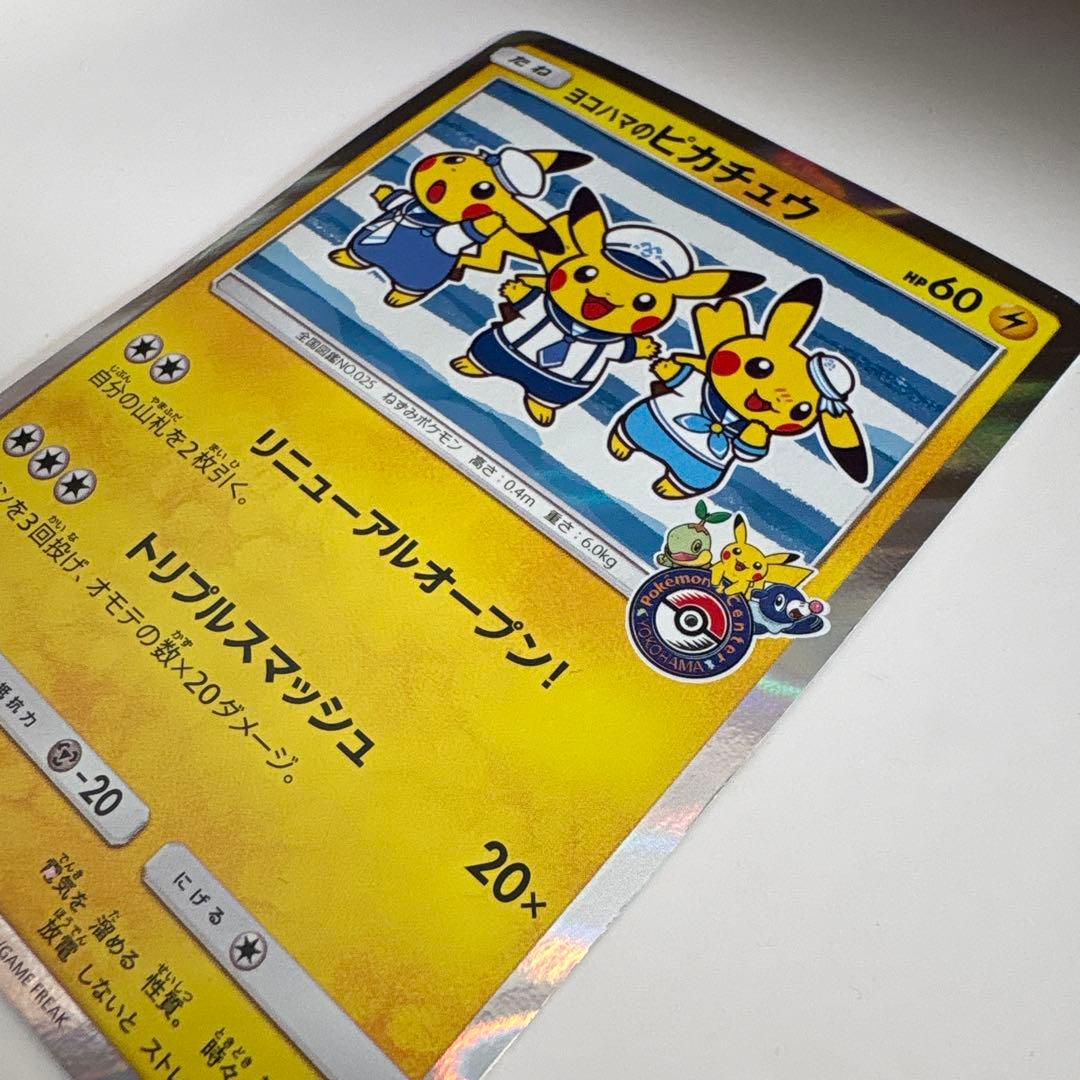 たね
ヨコハマのピカチュウ
HP60
全国図鑑NO.025 ねずみポケモン 高さ:0.4m 重さ:6.0kg
Pokémon Center
YOKOHAMA
リニューアルオープン!
自分の山札を2枚引く。
トリプルスマッシュ
20×
ンを3回投げ、オモテの数×20ダメージ。
抵抗力
-20
にげる
電気を 溜める 性質。 時々
放電 しないと ストレ
/GAME FREAK